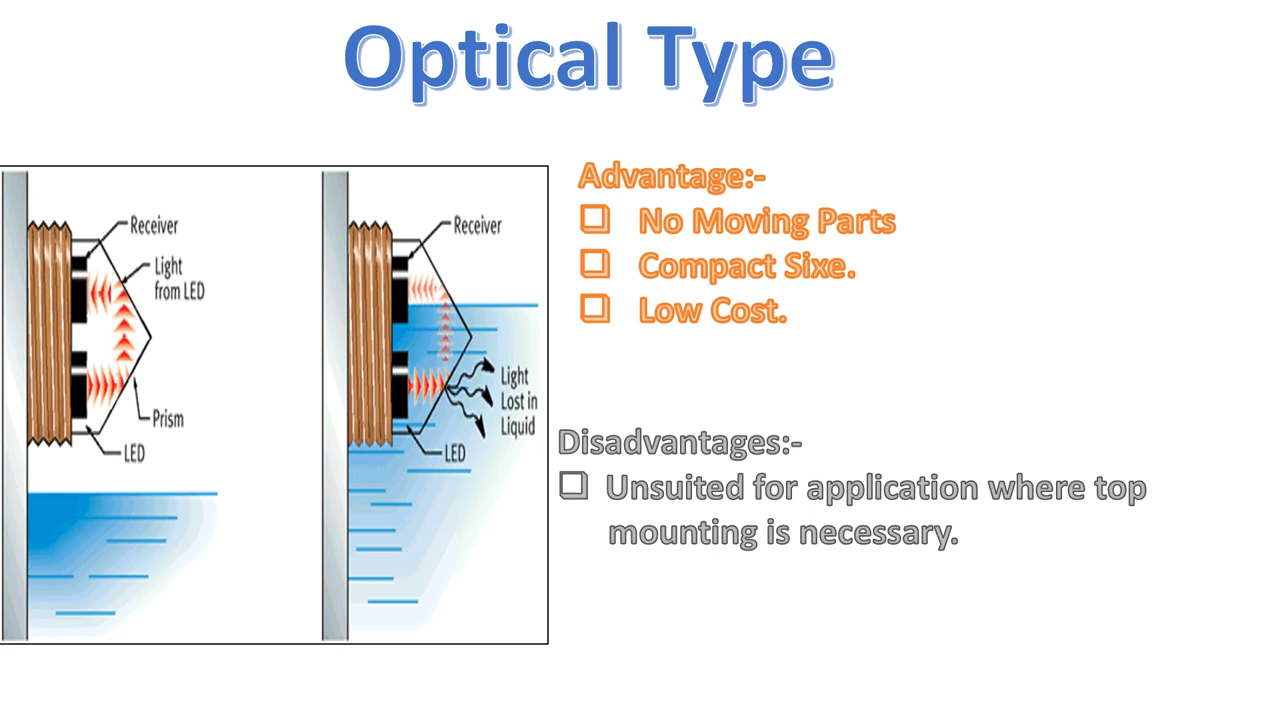 Optical Type
Receiver
Light
from LED
Prism
LED
Receiver
Light
Lost in
Liquid
LED
Advantage:-
❑ No Moving Parts
❑ Compact Sixe.
❑ Low Cost.
Disadvantages:-
❑ Unsuited for application where top
mounting is necessary.